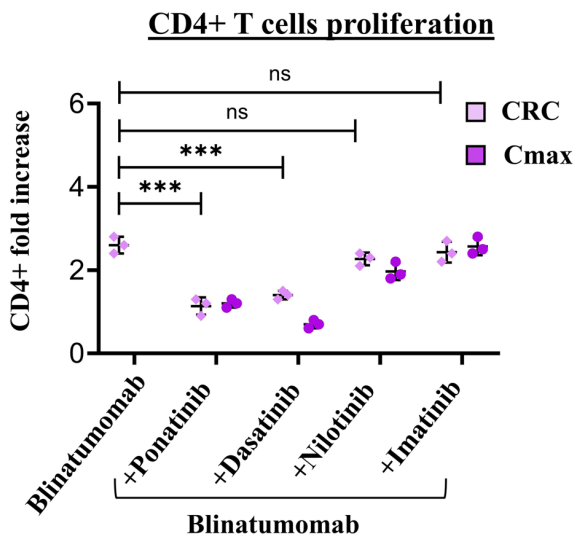 CD4+ T cells proliferation
ns
ns
***
***
CRC
Cmax
CD4+ fold increase
6
4
2
0
Blinatumomab
+Ponatinib
+Dasatinib
+Nilotinib
+Imatinib
Blinatumomab